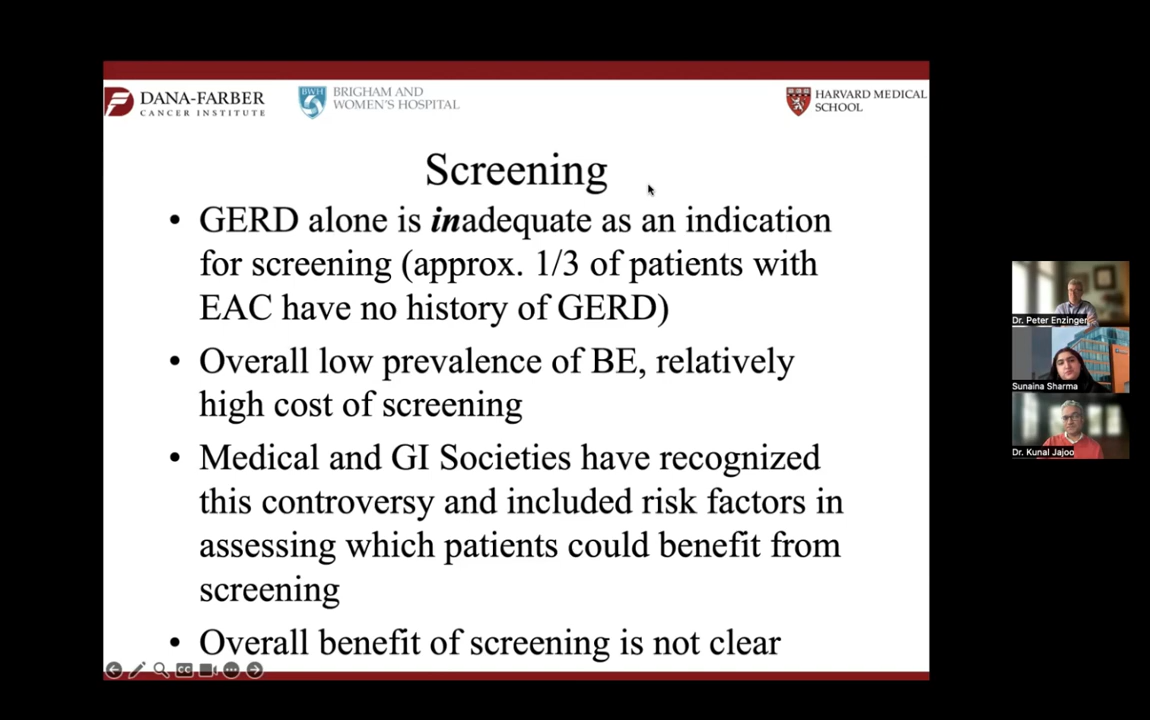 DANA-FARBER
CANCER INSTITUTE
BWH
BRIGHAM AND
WOMEN'S HOSPITAL
HARVARD MEDICAL
SCHOOL
Screening
• GERD alone is inadequate as an indication
for screening (approx. 1/3 of patients with
EAC have no history of GERD)
• Overall low prevalence of BE, relatively
high cost of screening
• Medical and GI Societies have recognized
this controversy and included risk factors in
assessing which patients could benefit from
screening
• Overall benefit of screening is not clear
CC
Dr. Peter Enzinger
Sunaina Sharma
Dr. Kunal Jajoo